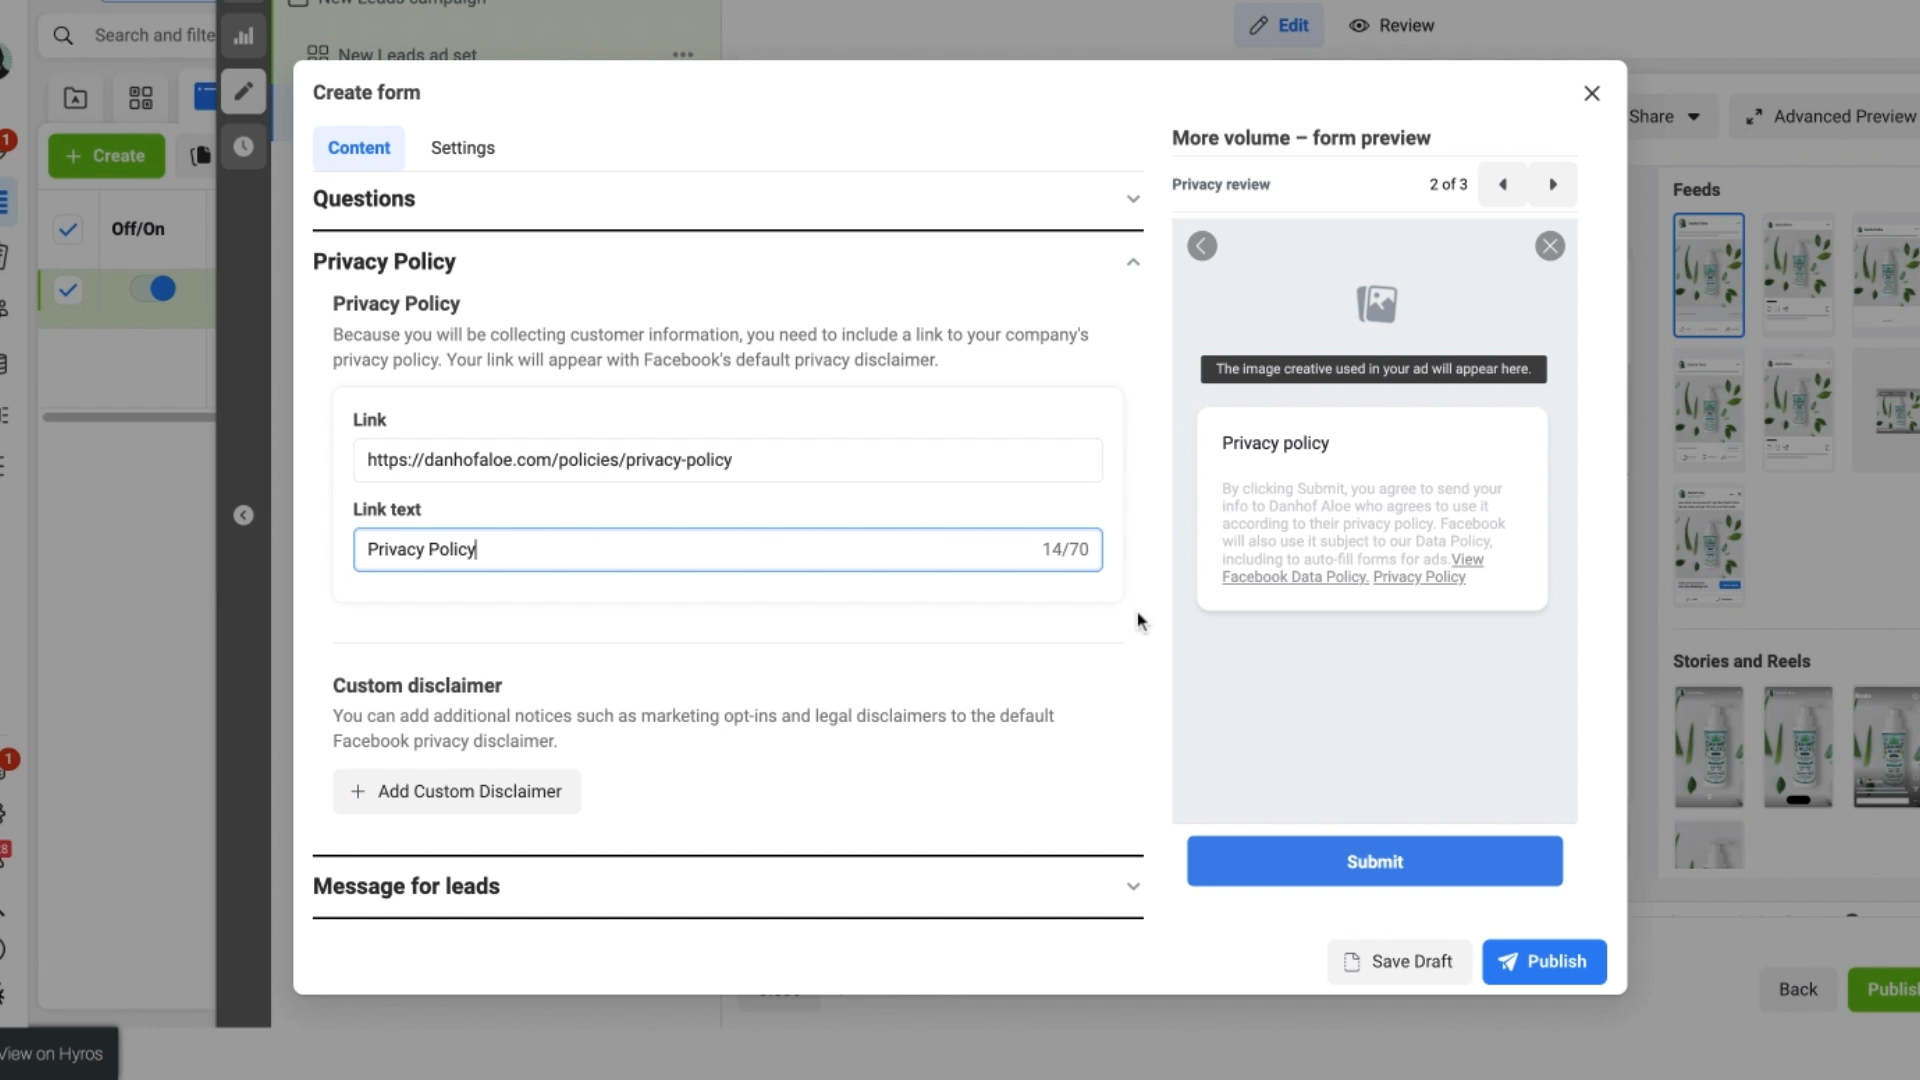 New Leads campaign
Search and filte
New Leads ad set
Edit
Review
Create form
Share
Advanced Preview
Content
Settings
More volume – form preview
Create
1
Questions
Privacy review
2 of 3
Feeds
Off/On
Privacy Policy
Privacy Policy
Because you will be collecting customer information, you need to include a link to your company's
privacy policy. Your link will appear with Facebook's default privacy disclaimer.
The image creative used in your ad will appear here.
Link
https://danhofaloe.com/policies/privacy-policy
Link text
Privacy Policy
14/70
Privacy policy
By clicking Submit, you agree to send your
info to Danhof Aloe who agrees to use it
according to their privacy policy. Facebook
will also use it subject to our Data Policy,
including to auto-fill forms for ads.View
Facebook Data Policy. Privacy Policy
Custom disclaimer
You can add additional notices such as marketing opt-ins and legal disclaimers to the default
Facebook privacy disclaimer.
Add Custom Disclaimer
Stories and Reels
1
Message for leads
Submit
Save Draft
Publish
Back
Publish
View on Hyros